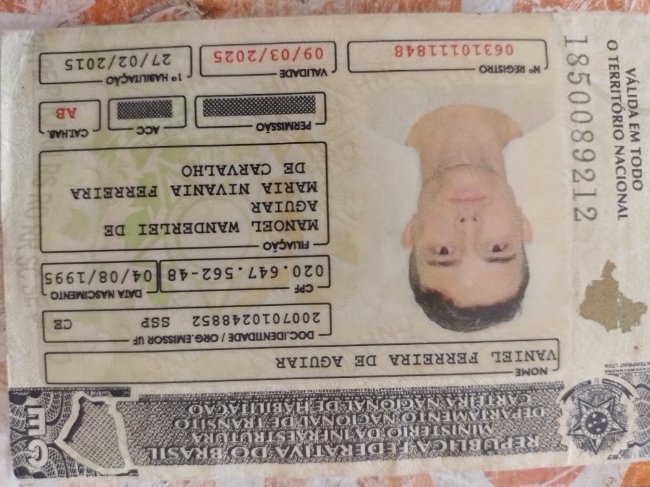 REPÚBLICA FEDERATIVA DO BRASIL
MINISTÉRIO DA INFRAESTRUTURA
DEPARTAMENTO NACIONAL DE TRÂNSITO
CARTEIRA NACIONAL DE HABILITAÇÃO
NOME
VANIEL FERREIRA DE AGUIAR
DOC.IDENTIDADE / ORG.EMISSOR UF
2007010248852 SSP CE
CPF
020.647.562-48
DATA NASCIMENTO
04/08/1995
FILIAÇÃO
MANOEL WANDERLEI DE
AGUIAR
MARIA NIVANIA FERREIRA
DE CARVALHO
PERMISSÃO
ACC
CAT.HAB.
AB
Nº REGISTRO
06310111848
VALIDADE
09/03/2025
1ª HABILITAÇÃO
27/02/2015
VÁLIDA EM TODO
O TERRITÓRIO NACIONAL
1850089212